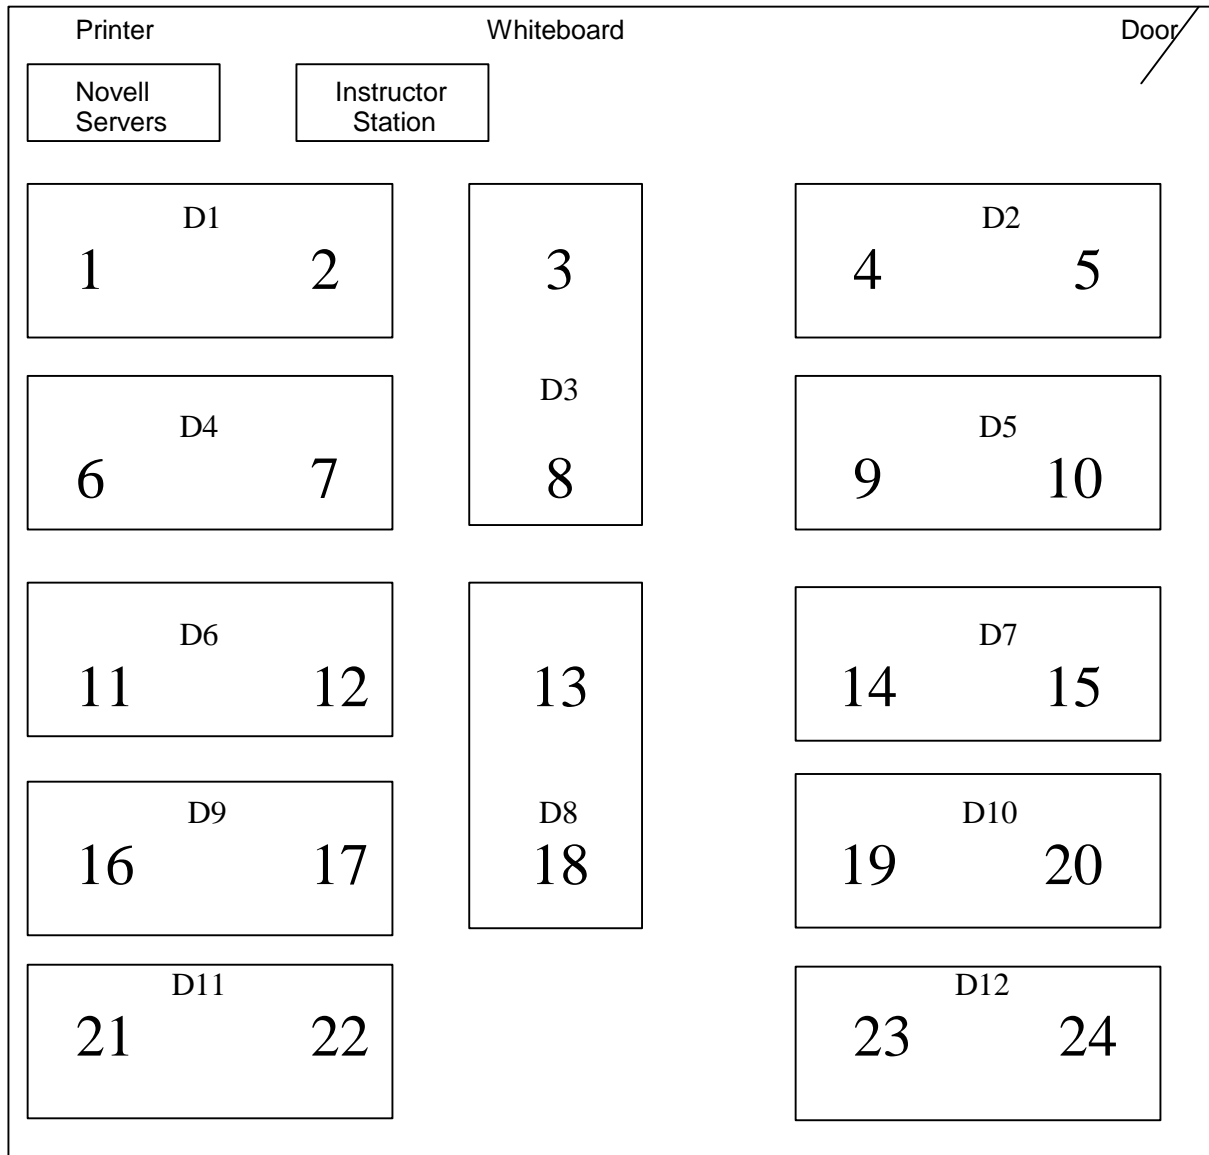 Printer Whiteboard Door
Novell
Servers
Instructor
Station
D1 D2
1 2 3 4 5
D3
D4 D5
6 7 8 9 10
D6 D7
11 12 13 14 15
D9 D8 D10
16 17 18 19 20
D11 D12
21 22 23 24